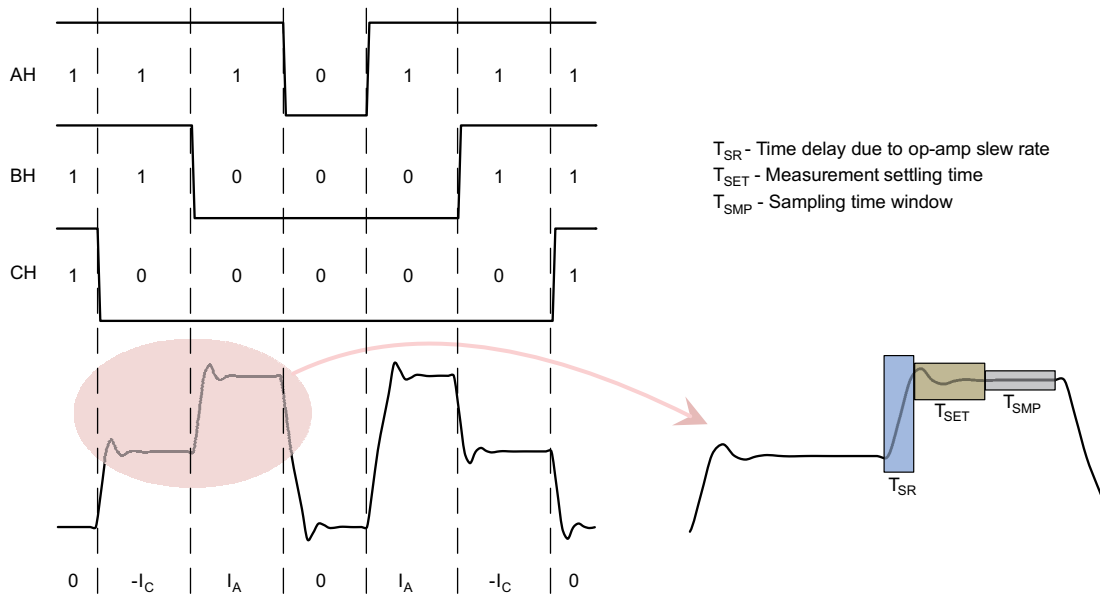 AH 1 1 1 0 1 1 1
BH 1 1 0 0 0 1 1
CH 1 0 0 0 0 0 1
0 -I_C I_A 0 I_A -I_C 0
T_SR - Time delay due to op-amp slew rate
T_SET - Measurement settling time
T_SMP - Sampling time window
T_SET T_SMP
T_SR